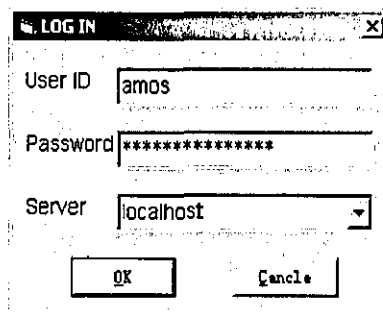 LOG IN
User ID amos
Password ***************
Server localhost
OK Cancle